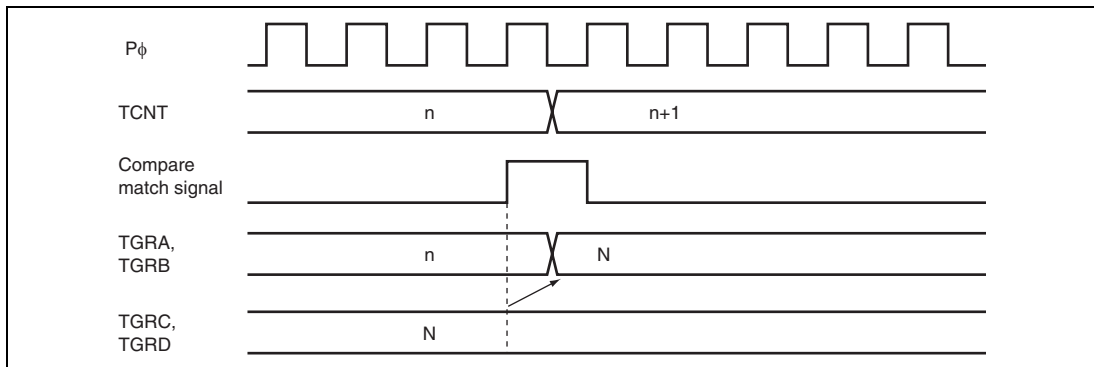 Pϕ
TCNT
n
n+1
Compare
match signal
TGRA,
TGRB
n
N
TGRC,
TGRD
N